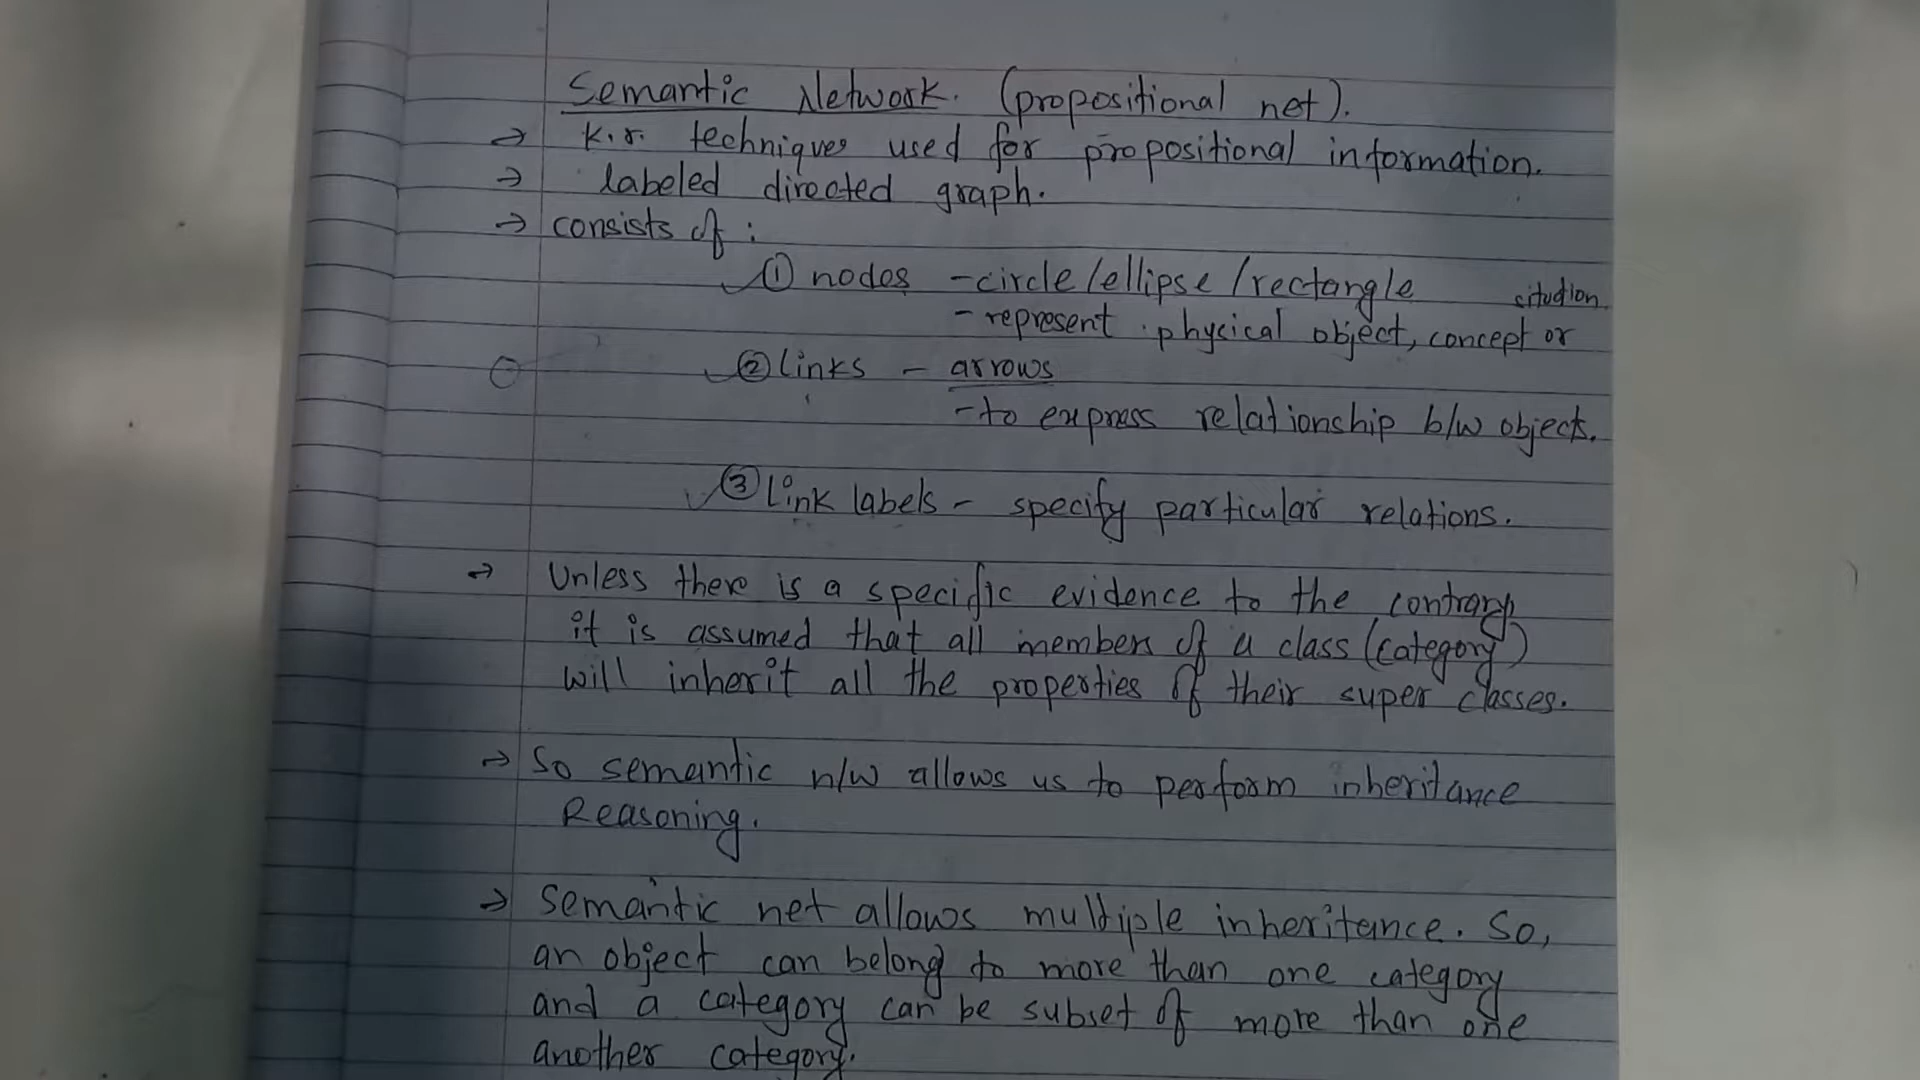 Semantic Network. (propositional net).
→ K.r. techniques used for propositional information.
→ labeled directed graph.
→ consists of :
① nodes - circle/ellipse/rectangle
- represent physical object, concept or situation.
② links - arrows
- to express relationship b/w objects.
③ Link labels - specify particular relations.
→ Unless there is a specific evidence to the contrary
it is assumed that all members of a class (category)
will inherit all the properties of their super classes.
→ So semantic n/w allows us to perform inheritance
Reasoning.
→ Semantic net allows multiple inheritance. So,
an object can belong to more than one category
and a category can be subset of more than one
another category.